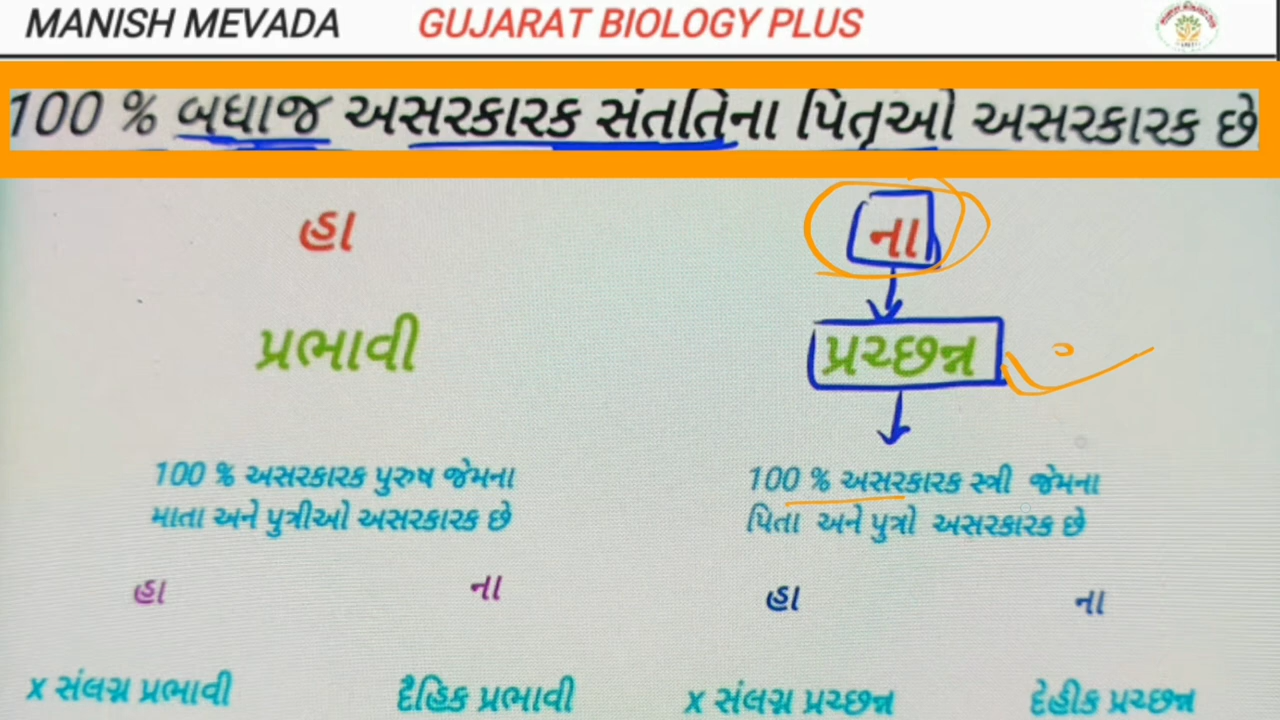 MANISH MEVADA GUJARAT BIOLOGY PLUS
100 % બધાજ અસરકારક સંતતિના પિતૃઓ અસરકારક છે
હા ના
પ્રભાવી પ્રચ્છન્ન
100 % અસરકારક પુરુષ જેમના 100 % અસરકારક સ્ત્રી જેમના
માતા અને પુત્રીઓ અસરકારક છે પિતા અને પુત્રો અસરકારક છે
હા ના હા ના
x સંલગ્ન પ્રભાવી દૈહિક પ્રભાવી x સંલગ્ન પ્રચ્છન્ન દેહીક પ્રચ્છન્ન